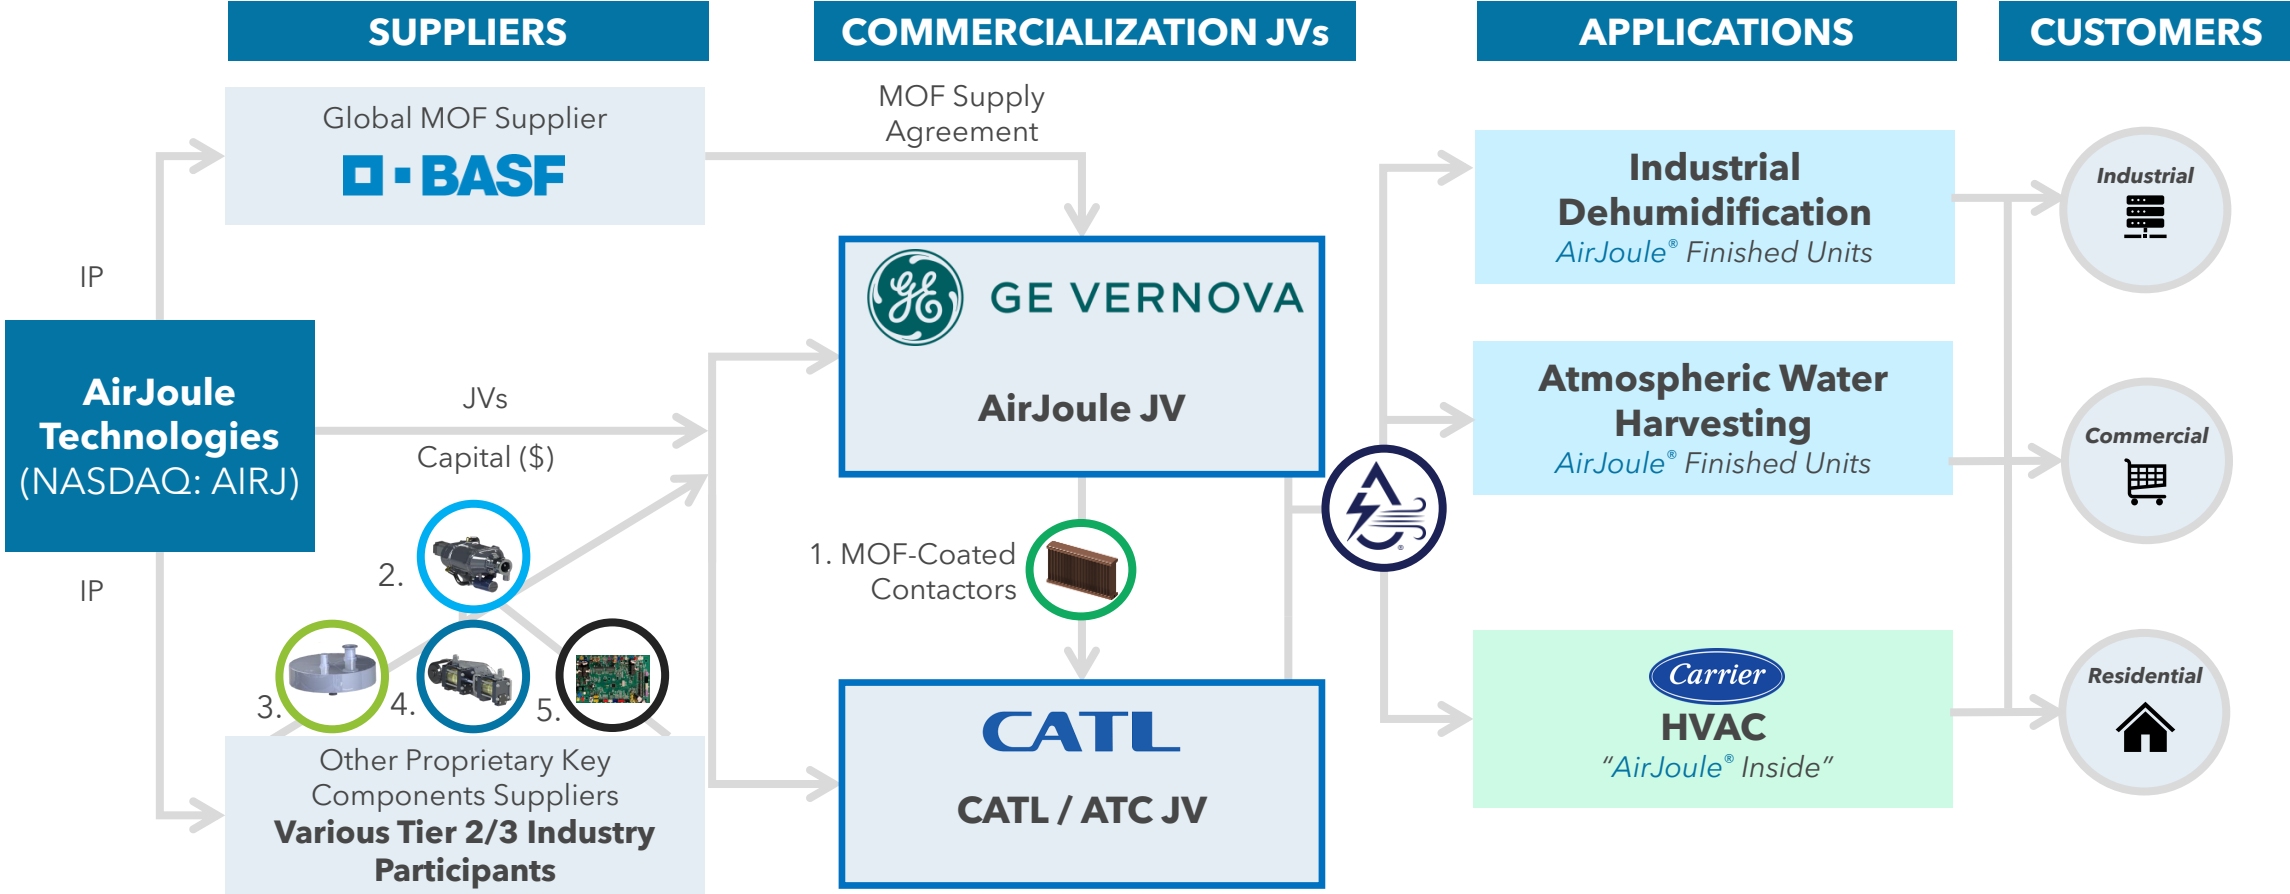 SUPPLIERS
COMMERCIALIZATION JVs
APPLICATIONS
CUSTOMERS
Global MOF Supplier
BASF
MOF Supply
Agreement
IP
AirJoule
Technologies
(NASDAQ: AIRJ)
IP
JVs
Capital ($)
2.
3.
4.
5.
Other Proprietary Key
Components Suppliers
Various Tier 2/3 Industry
Participants
GE VERNOVA
AirJoule JV
1. MOF-Coated
Contactors
CATL
CATL / ATC JV
Industrial
Dehumidification
AirJoule® Finished Units
Atmospheric Water
Harvesting
AirJoule® Finished Units
Carrier
HVAC
“AirJoule® Inside”
Industrial
Commercial
Residential